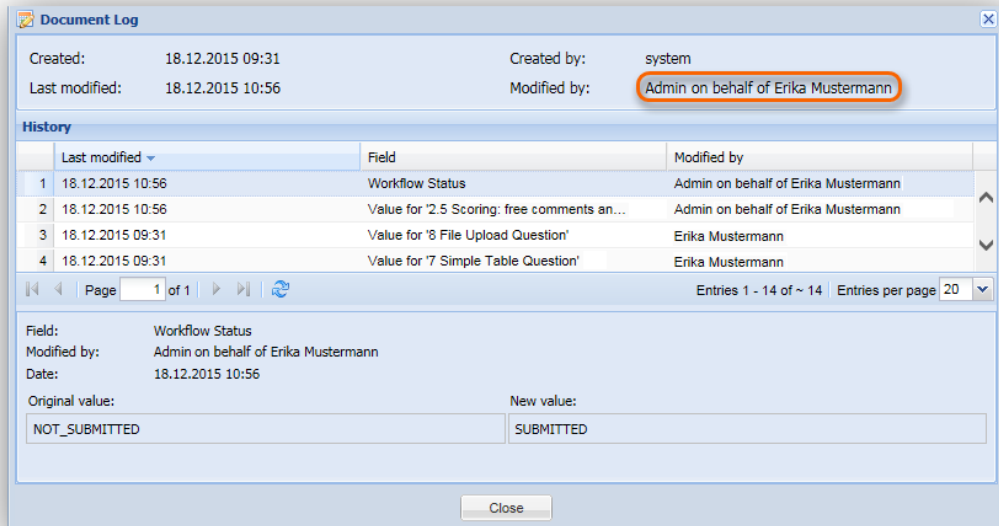 Document Log
Created: 18.12.2015 09:31 Created by: system
Last modified: 18.12.2015 10:56 Modified by: Admin on behalf of Erika Mustermann
History
Last modified Field Modified by
1 18.12.2015 10:56 Workflow Status Admin on behalf of Erika Mustermann
2 18.12.2015 10:56 Value for '2.5 Scoring: free comments an... Admin on behalf of Erika Mustermann
3 18.12.2015 09:31 Value for '8 File Upload Question' Erika Mustermann
4 18.12.2015 09:31 Value for '7 Simple Table Question' Erika Mustermann
Page 1 of 1 Entries 1 - 14 of ~ 14 Entries per page 20
Field: Workflow Status
Modified by: Admin on behalf of Erika Mustermann
Date: 18.12.2015 10:56
Original value: New value:
NOT_SUBMITTED SUBMITTED
Close